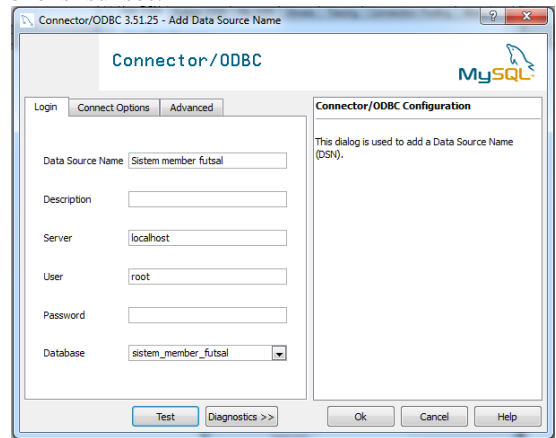 Connector/ODBC 3.51.25 - Add Data Source Name
Connector/ODBC
MySQL
Login Connect Options Advanced
Data Source Name Sistem member futsal
Description
Server localhost
User root
Password
Database sistem_member_futsal
Connector/ODBC Configuration
This dialog is used to add a Data Source Name
(DSN).
Test Diagnostics >> Ok Cancel Help